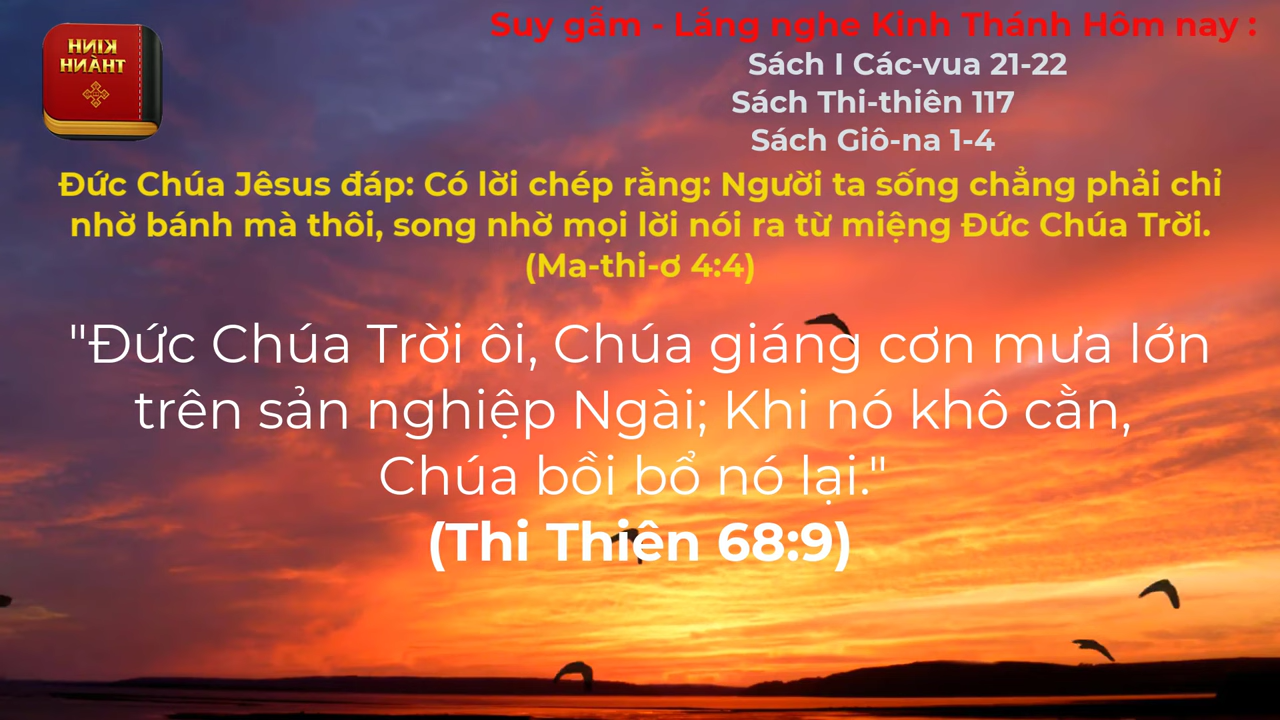 KINH
THÁNH
Suy gẫm - Lắng nghe Kinh Thánh Hôm nay :
Sách I Các-vua 21-22
Sách Thi-thiên 117
Sách Giô-na 1-4
Đức Chúa Jêsus đáp: Có lời chép rằng: Người ta sống chẳng phải chỉ
nhờ bánh mà thôi, song nhờ mọi lời nói ra từ miệng Đức Chúa Trời.
(Ma-thi-ơ 4:4)
"Đức Chúa Trời ôi, Chúa giáng cơn mưa lớn
trên sản nghiệp Ngài; Khi nó khô cằn,
Chúa bồi bổ nó lại."
(Thi Thiên 68:9)